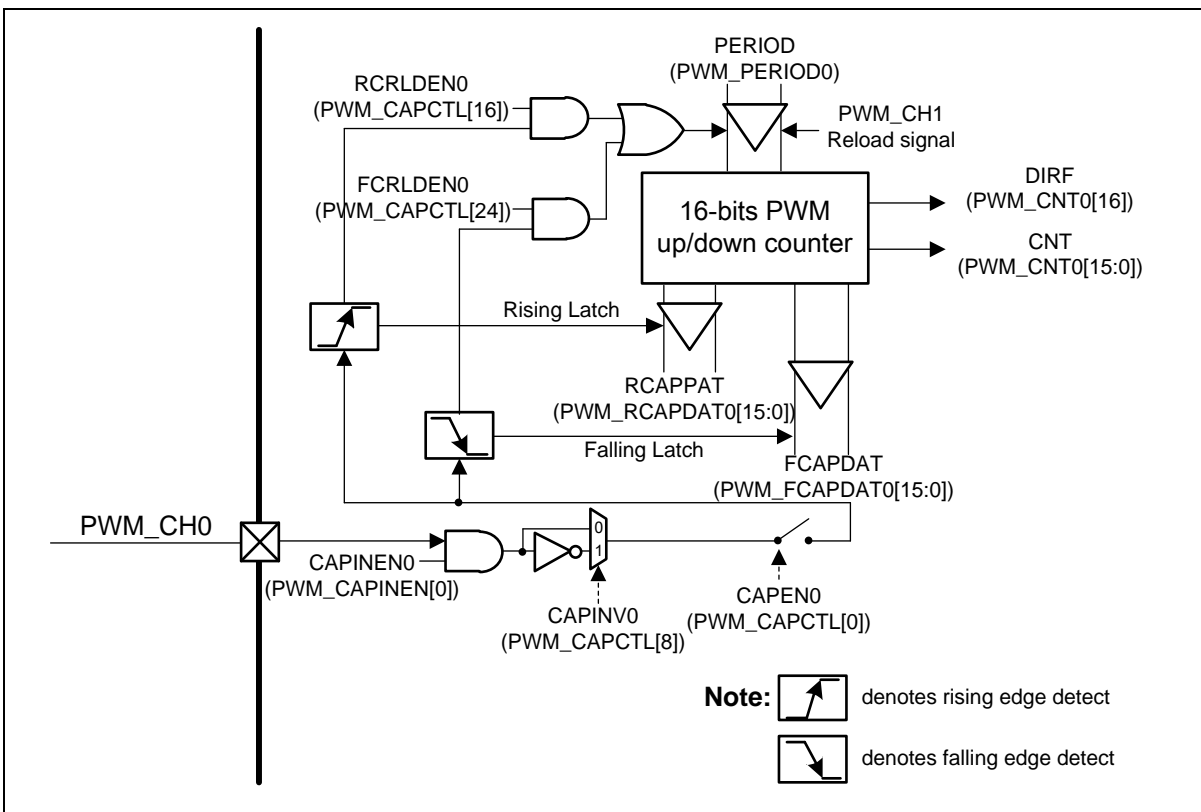 PERIOD
(PWM_PERIOD0)
RCRLDEN0
(PWM_CAPCTL[16])
PWM_CH1
Reload signal
FCRLDEN0
(PWM_CAPCTL[24])
16-bits PWM
up/down counter
DIRF
(PWM_CNT0[16])
CNT
(PWM_CNT0[15:0])
Rising Latch
RCAPPAT
(PWM_RCAPDAT0[15:0])
Falling Latch
FCAPDAT
(PWM_FCAPDAT0[15:0])
PWM_CH0
CAPINEN0
(PWM_CAPINEN[0])
0
1
CAPINV0
(PWM_CAPCTL[8])
CAPEN0
(PWM_CAPCTL[0])
Note:
denotes rising edge detect
denotes falling edge detect